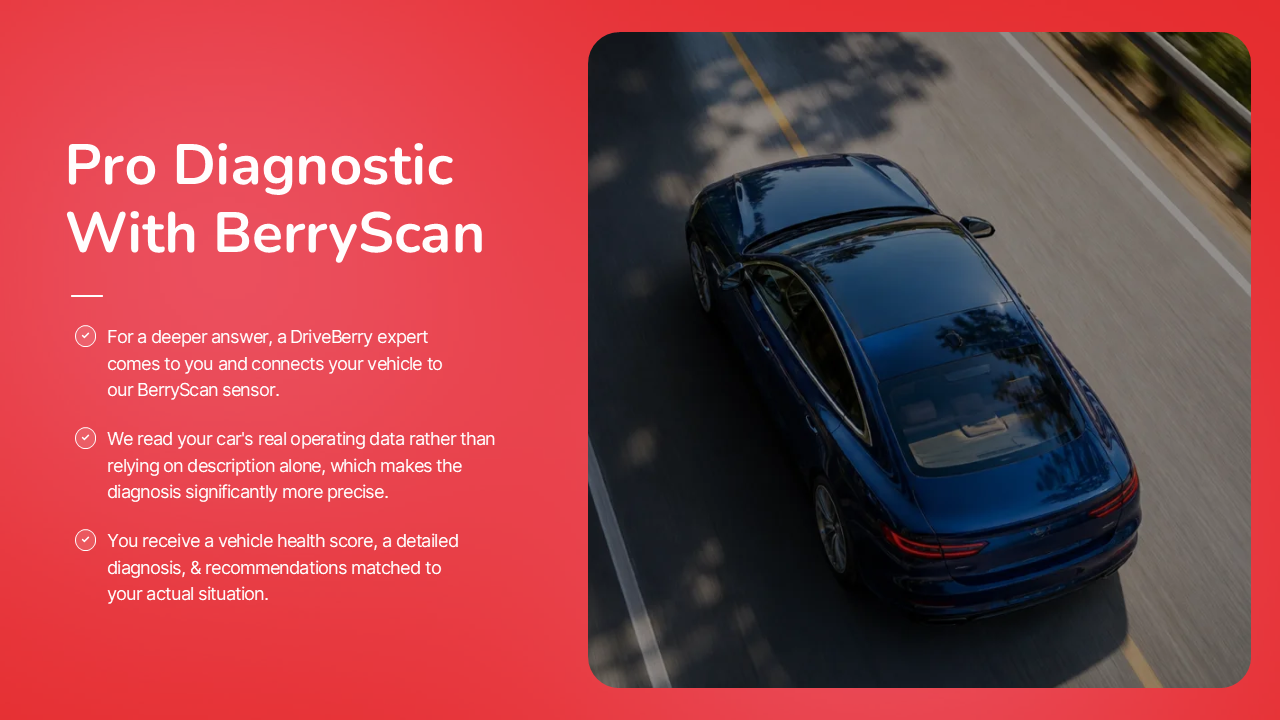 Pro Diagnostic
With BerryScan
For a deeper answer, a DriveBerry expert
comes to you and connects your vehicle to
our BerryScan sensor.
We read your car's real operating data rather than
relying on description alone, which makes the
diagnosis significantly more precise.
You receive a vehicle health score, a detailed
diagnosis, & recommendations matched to
your actual situation.